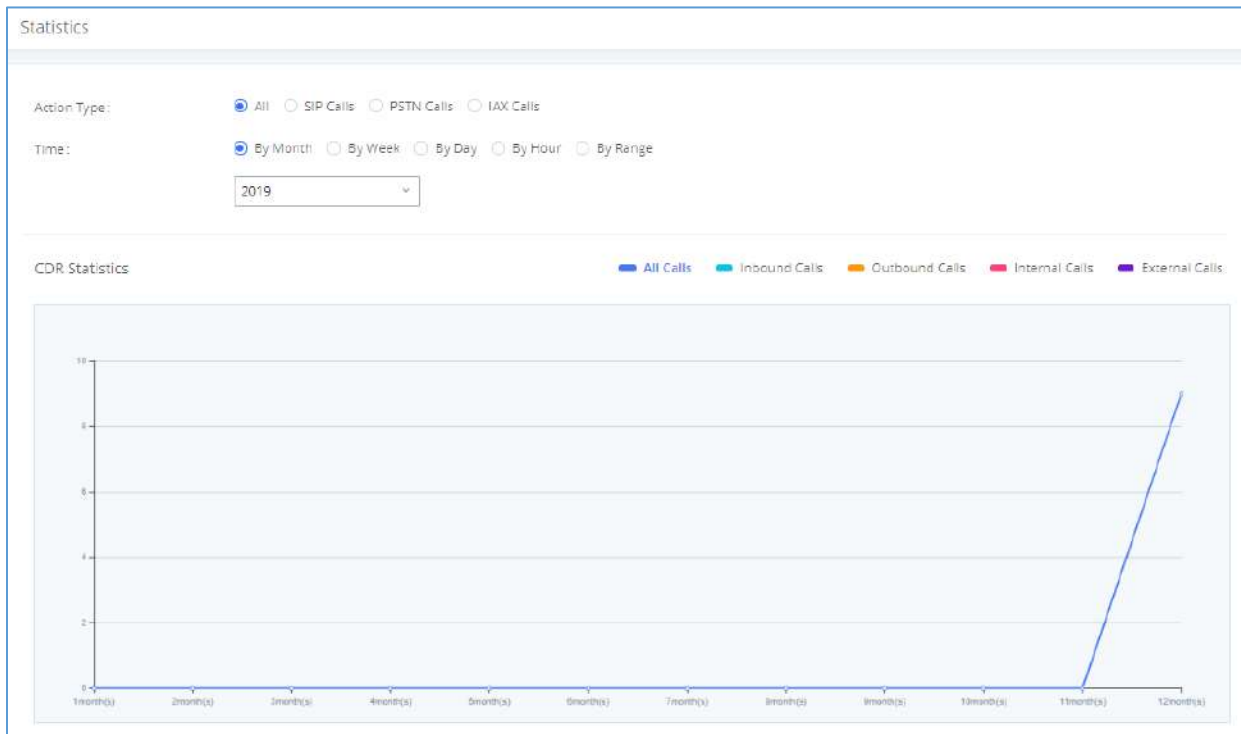 Statistics
Action Type: All SIP Calls PSTN Calls IAX Calls
Time: By Month By Week By Day By Hour By Range
2019
CDR Statistics All Calls Inbound Calls Outbound Calls Internal Calls External Calls
10
8
6
4
2
0
1month(s) 2month(s) 3month(s) 4month(s) 5month(s) 6month(s) 7month(s) 8month(s) 9month(s) 10month(s) 11month(s) 12month(s)